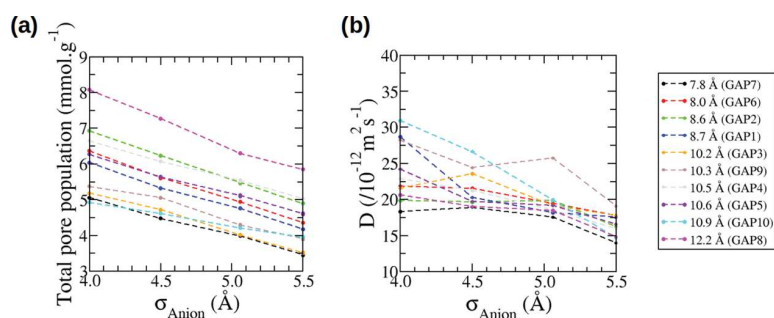 (a)
(b)
Total pore population (mmol.g⁻¹)
9
8
7
6
5
4
3
2
4.0 4.5 5.0 5.5
σAnion (Å)
D (/10⁻¹² m² s⁻¹)
40
35
30
25
20
15
10
4.0 4.5 5.0 5.5
σAnion (Å)
7.8 Å (GAP7)
8.0 Å (GAP6)
8.6 Å (GAP2)
8.7 Å (GAP1)
10.2 Å (GAP3)
10.3 Å (GAP9)
10.5 Å (GAP4)
10.6 Å (GAP5)
10.9 Å (GAP10)
12.2 Å (GAP8)